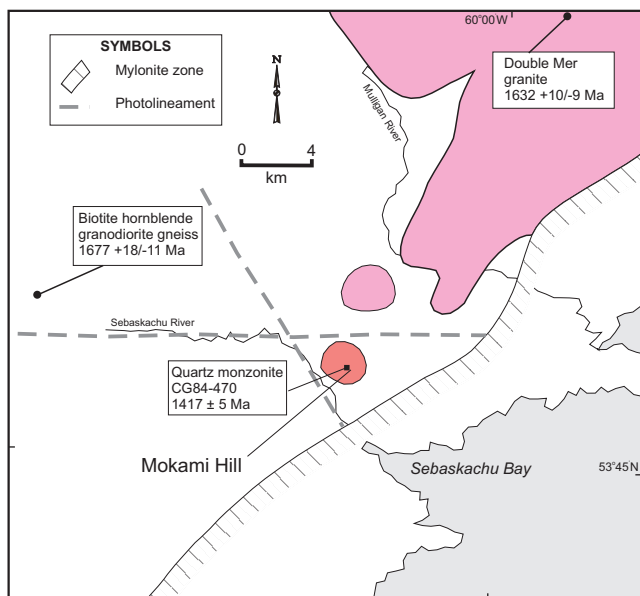 60°00 W
SYMBOLS
Mylonite zone
Photolineament
N
0 4
km
Mulligan River
Double Mer
granite
1632 +10/-9 Ma
Biotite hornblende
granodiorite gneiss
1677 +18/-11 Ma
Sebaskachu River
Quartz monzonite
CG84-470
1417 ± 5 Ma
Mokami Hill
Sebaskachu Bay
53°45 N